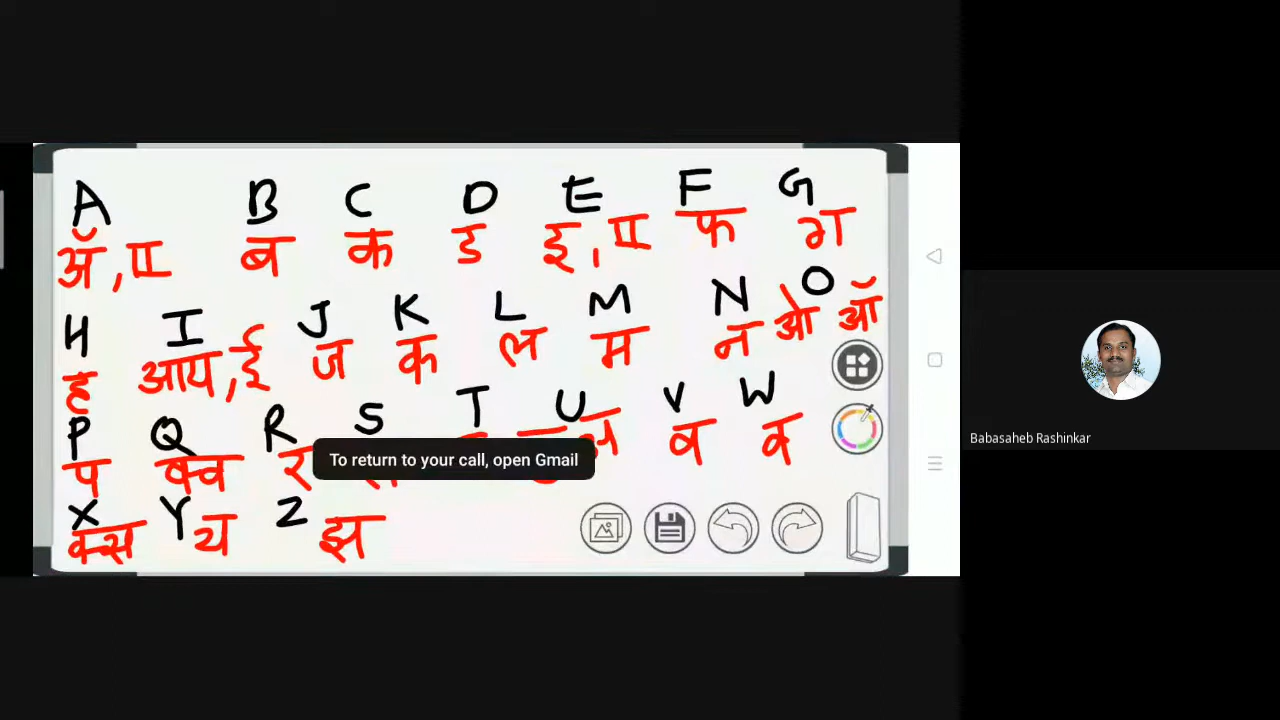 A B C D E F G
अ‍ॅ, ए ब क ड इ, ए फ ग
H I J K L M N O
ह आय, ई ज क ल म न ओ ऑ
P Q R S T U V W
प क्व र व व
To return to your call, open Gmail
X Y Z
क्स य झ
Babasaheb Rashinkar